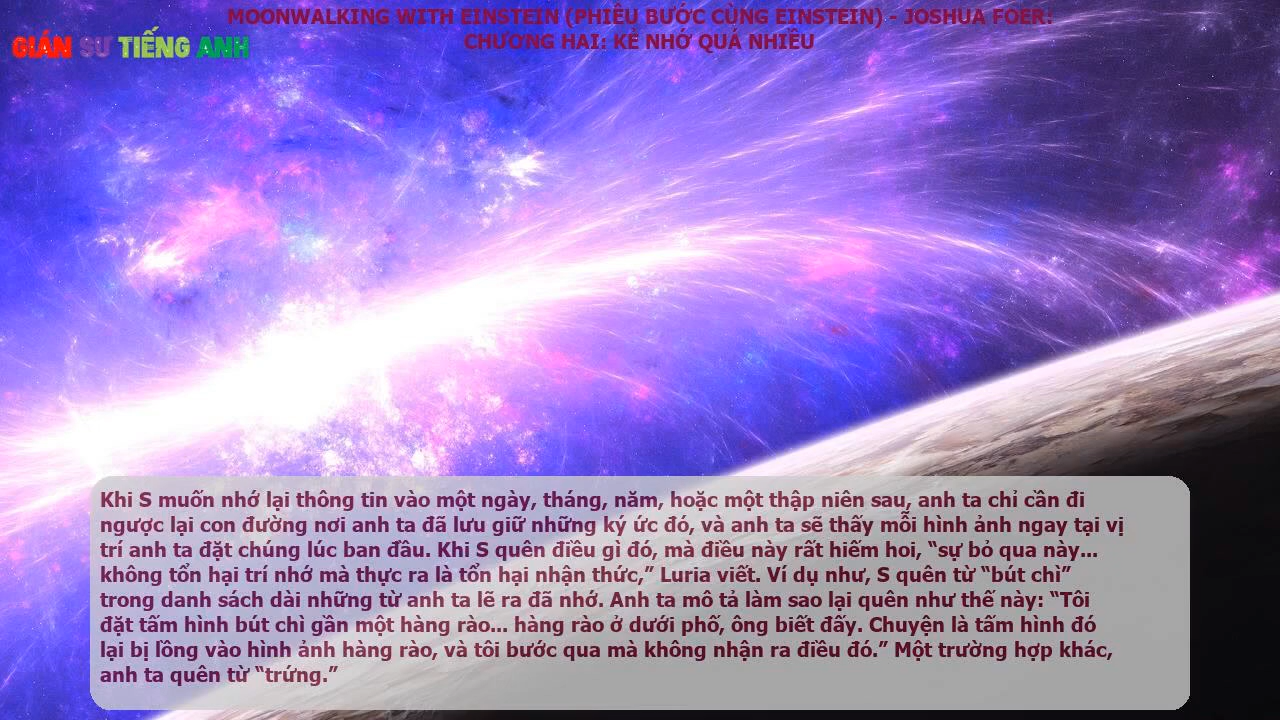 MOONWALKING WITH EINSTEIN (PHIÊU BƯỚC CÙNG EINSTEIN) - JOSHUA FOER:
CHƯƠNG HAI: KẺ NHỚ QUÁ NHIỀU
GIÁN SƯ TIẾNG ANH
Khi S muốn nhớ lại thông tin vào một ngày, tháng, năm, hoặc một thập niên sau, anh ta chỉ cần đi
ngược lại con đường nơi anh ta đã lưu giữ những ký ức đó, và anh ta sẽ thấy mỗi hình ảnh ngay tại vị
trí anh ta đặt chúng lúc ban đầu. Khi S quên điều gì đó, mà điều này rất hiếm hoi, “sự bỏ qua này...
không tổn hại trí nhớ mà thực ra là tổn hại nhận thức,” Luria viết. Ví dụ như, S quên từ “bút chì”
trong danh sách dài những từ anh ta lẽ ra đã nhớ. Anh ta mô tả làm sao lại quên như thế này: “Tôi
đặt tấm hình bút chì gần một hàng rào... hàng rào ở dưới phố, ông biết đấy. Chuyện là tấm hình đó
lại bị lồng vào hình ảnh hàng rào, và tôi bước qua mà không nhận ra điều đó.” Một trường hợp khác,
anh ta quên từ “trứng.”